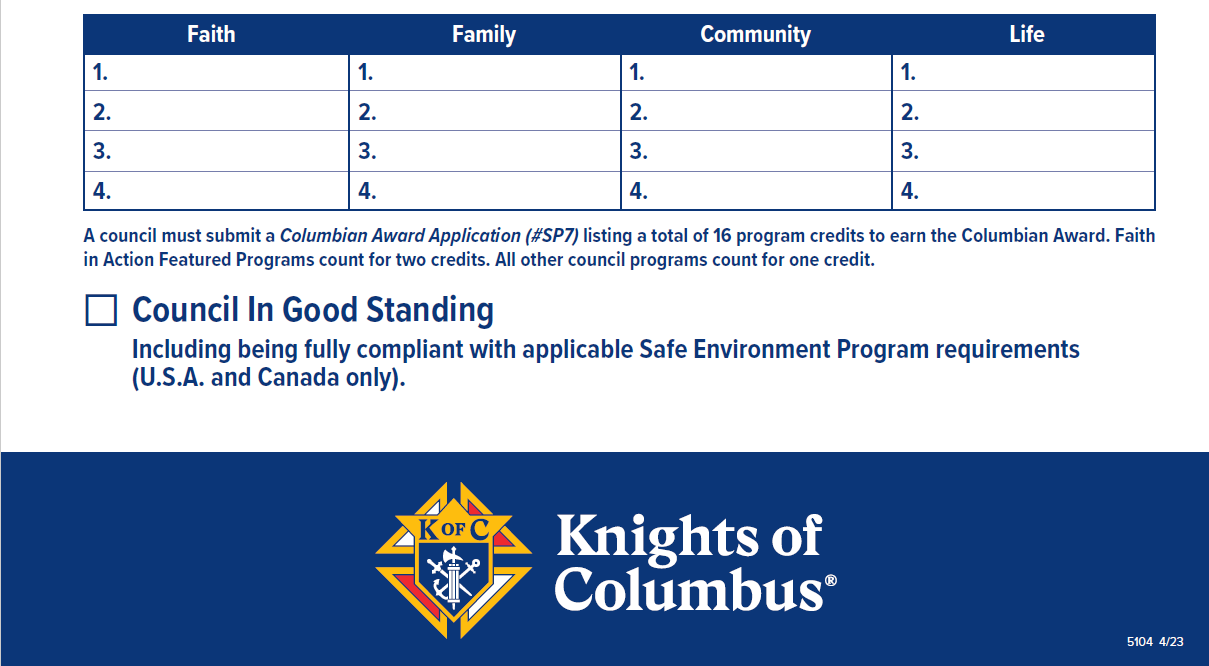 Faith Family Community Life
1. 1. 1. 1.
2. 2. 2. 2.
3. 3. 3. 3.
4. 4. 4. 4.
A council must submit a Columbian Award Application (#SP7) listing a total of 16 program credits to earn the Columbian Award. Faith
in Action Featured Programs count for two credits. All other council programs count for one credit.
Council In Good Standing
Including being fully compliant with applicable Safe Environment Program requirements
(U.S.A. and Canada only).
K OF C
Knights of
Columbus®
5104 4/23